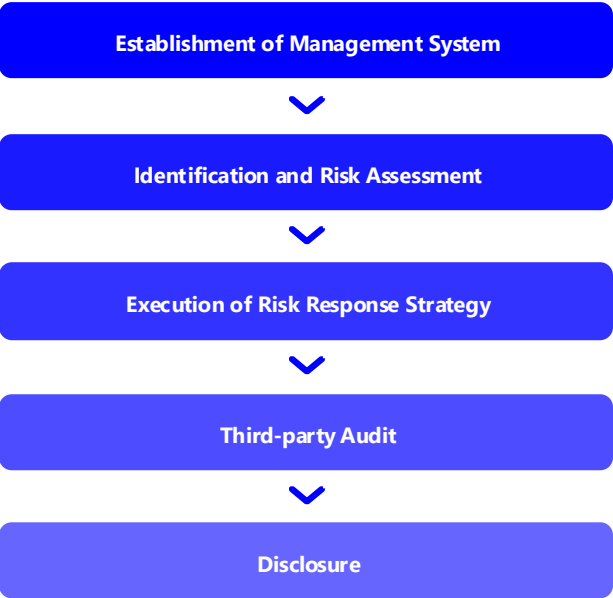 Establishment of Management System
Identification and Risk Assessment
Execution of Risk Response Strategy
Third-party Audit
Disclosure